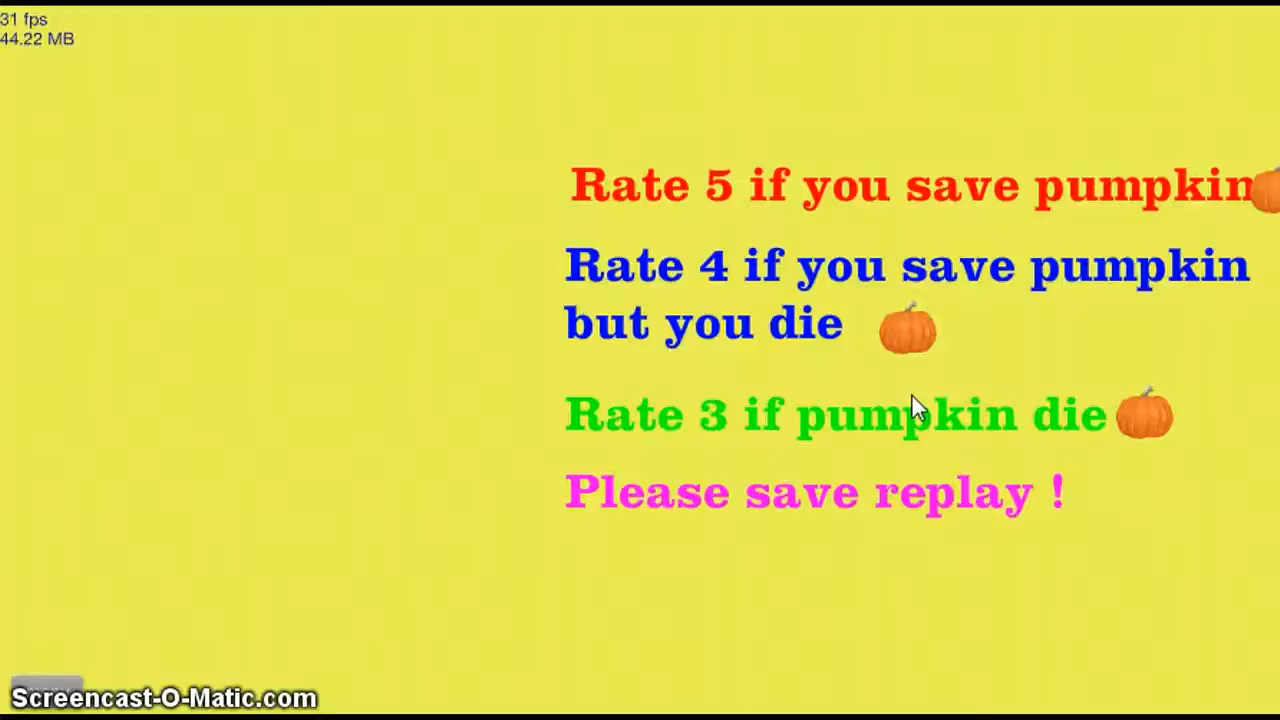 31 fps
44.22 MB
Rate 5 if you save pumpkin
Rate 4 if you save pumpkin
but you die
Rate 3 if pumpkin die
Please save replay !
Screencast-O-Matic.com